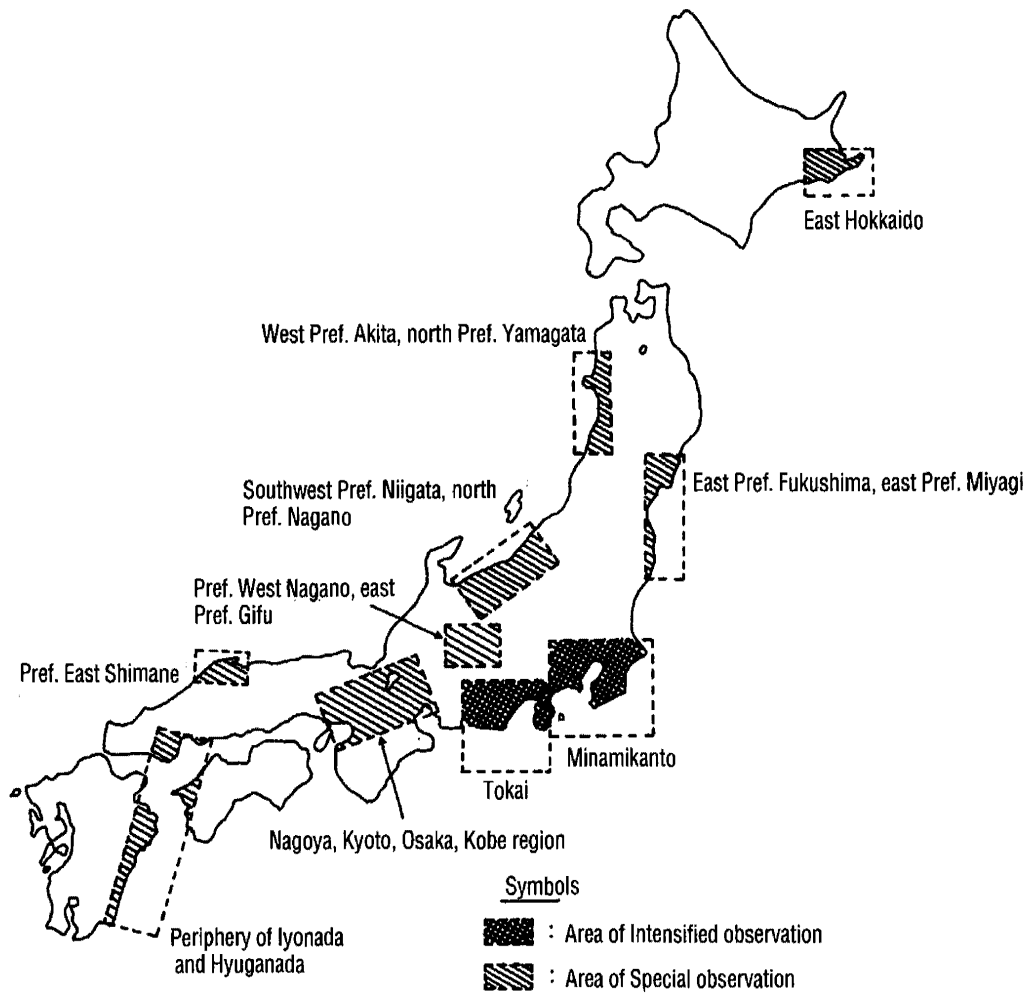 East Hokkaido
West Pref. Akita, north Pref. Yamagata
East Pref. Fukushima, east Pref. Miyagi
Southwest Pref. Niigata, north
Pref. Nagano
Pref. West Nagano, east
Pref. Gifu
Pref. East Shimane
Minamikanto
Tokai
Nagoya, Kyoto, Osaka, Kobe region
Periphery of Iyonada
and Hyuganada
Symbols
: Area of Intensified observation
: Area of Special observation